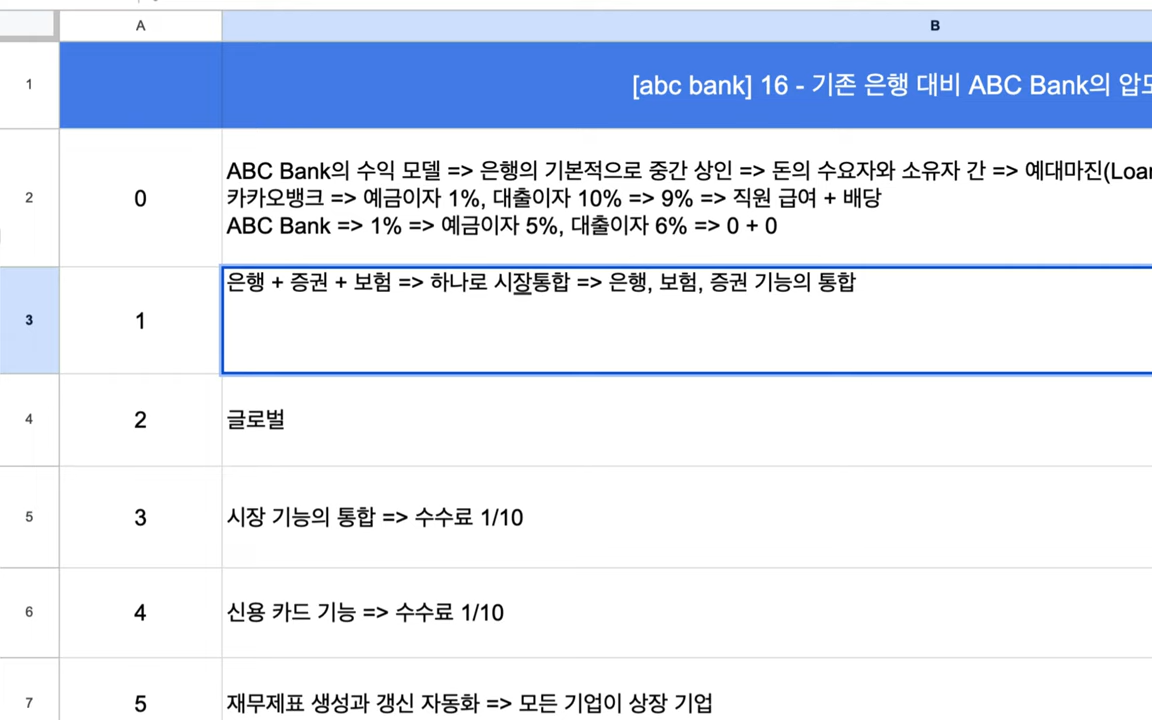 A B
1 [abc bank] 16 - 기존 은행 대비 ABC Bank의
2 0 ABC Bank의 수익 모델 => 은행의 기본적으로 중간 상인 => 돈의 수요자와 소유자 간 => 예대마진(Loan
카카오뱅크 => 예금이자 1%, 대출이자 10% => 9% => 직원 급여 + 배당
ABC Bank => 1% => 예금이자 5%, 대출이자 6% => 0 + 0
3 1 은행 + 증권 + 보험 => 하나로 시장통합 => 은행, 보험, 증권 기능의 통합
4 2 글로벌
5 3 시장 기능의 통합 => 수수료 1/10
6 4 신용 카드 기능 => 수수료 1/10
7 5 재무제표 생성과 갱신 자동화 => 모든 기업이 상장 기업